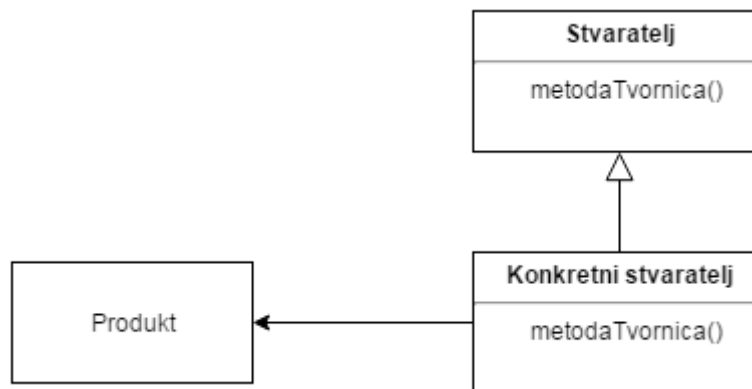 Stvaratelj
metodaTvornica()
Konkretni stvaratelj
Produkt
metodaTvornica()